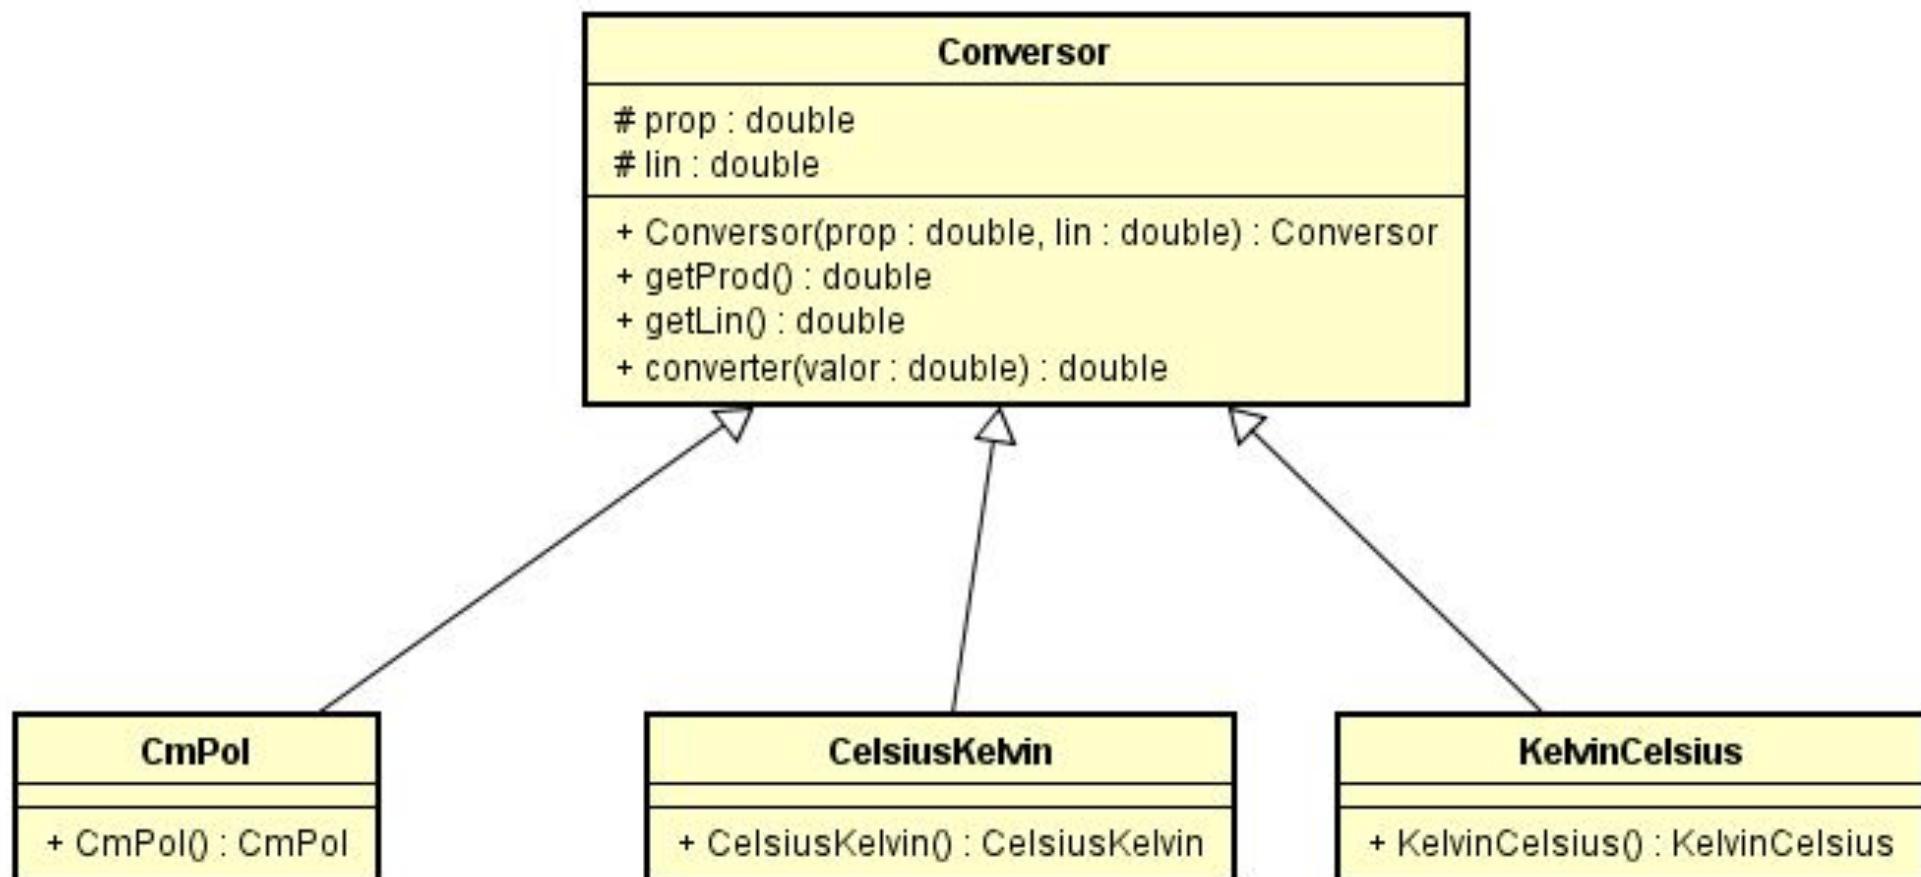 Conversor
# prop : double
# lin : double
+ Conversor(prop : double, lin : double) : Conversor
+ getProd() : double
+ getLin() : double
+ converter(valor : double) : double
CmPol
+ CmPol() : CmPol
CelsiusKelvin
+ CelsiusKelvin() : CelsiusKelvin
KelvinCelsius
+ KelvinCelsius() : KelvinCelsius